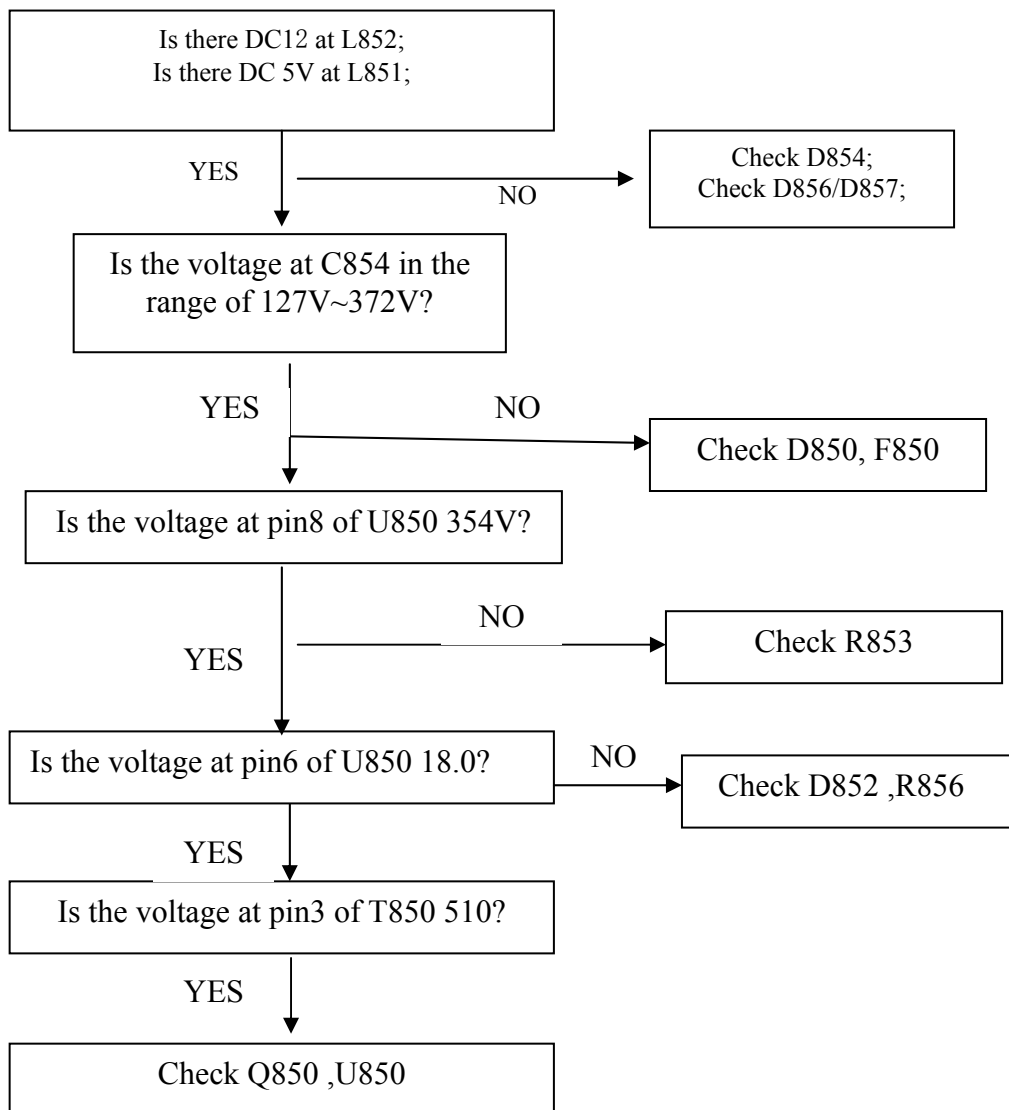 Is there DC12 at L852;
Is there DC 5V at L851;
YES
NO
Check D854;
Check D856/D857;
Is the voltage at C854 in the
range of 127V~372V?
YES
NO
Check D850, F850
Is the voltage at pin8 of U850 354V?
NO
YES
Check R853
Is the voltage at pin6 of U850 18.0?
NO
Check D852 ,R856
YES
Is the voltage at pin3 of T850 510?
YES
Check Q850 ,U850